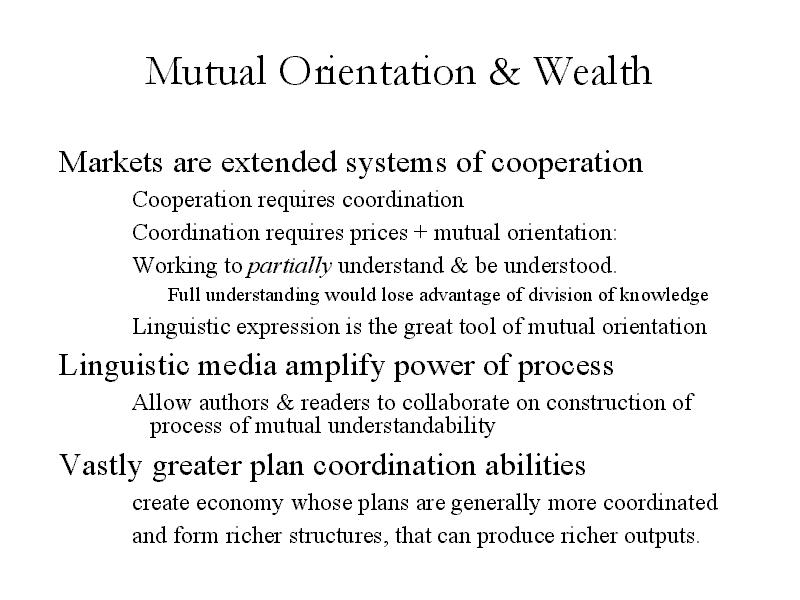 Mutual Orientation & Wealth
Markets are extended systems of cooperation
Cooperation requires coordination
Coordination requires prices + mutual orientation:
Working to partially understand & be understood.
Full understanding would lose advantage of division of knowledge
Linguistic expression is the great tool of mutual orientation
Linguistic media amplify power of process
Allow authors & readers to collaborate on construction of
process of mutual understandability
Vastly greater plan coordination abilities
create economy whose plans are generally more coordinated
and form richer structures, that can produce richer outputs.